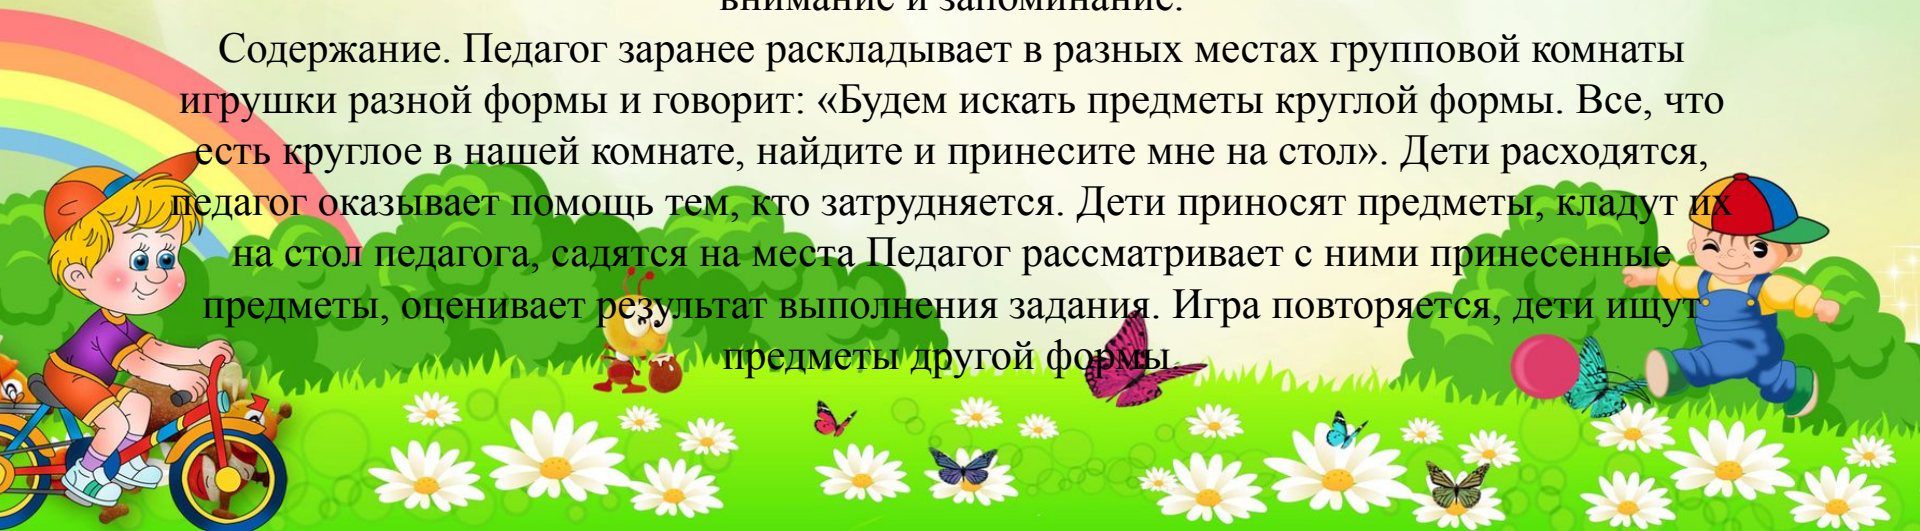 внимание и запоминание.
Содержание. Педагог заранее раскладывает в разных местах групповой комнаты
игрушки разной формы и говорит: «Будем искать предметы круглой формы. Все, что
есть круглое в нашей комнате, найдите и принесите мне на стол». Дети расходятся,
педагог оказывает помощь тем, кто затрудняется. Дети приносят предметы, кладут их
на стол педагога, садятся на места Педагог рассматривает с ними принесенные
предметы, оценивает результат выполнения задания. Игра повторяется, дети ищут
предметы другой формы.